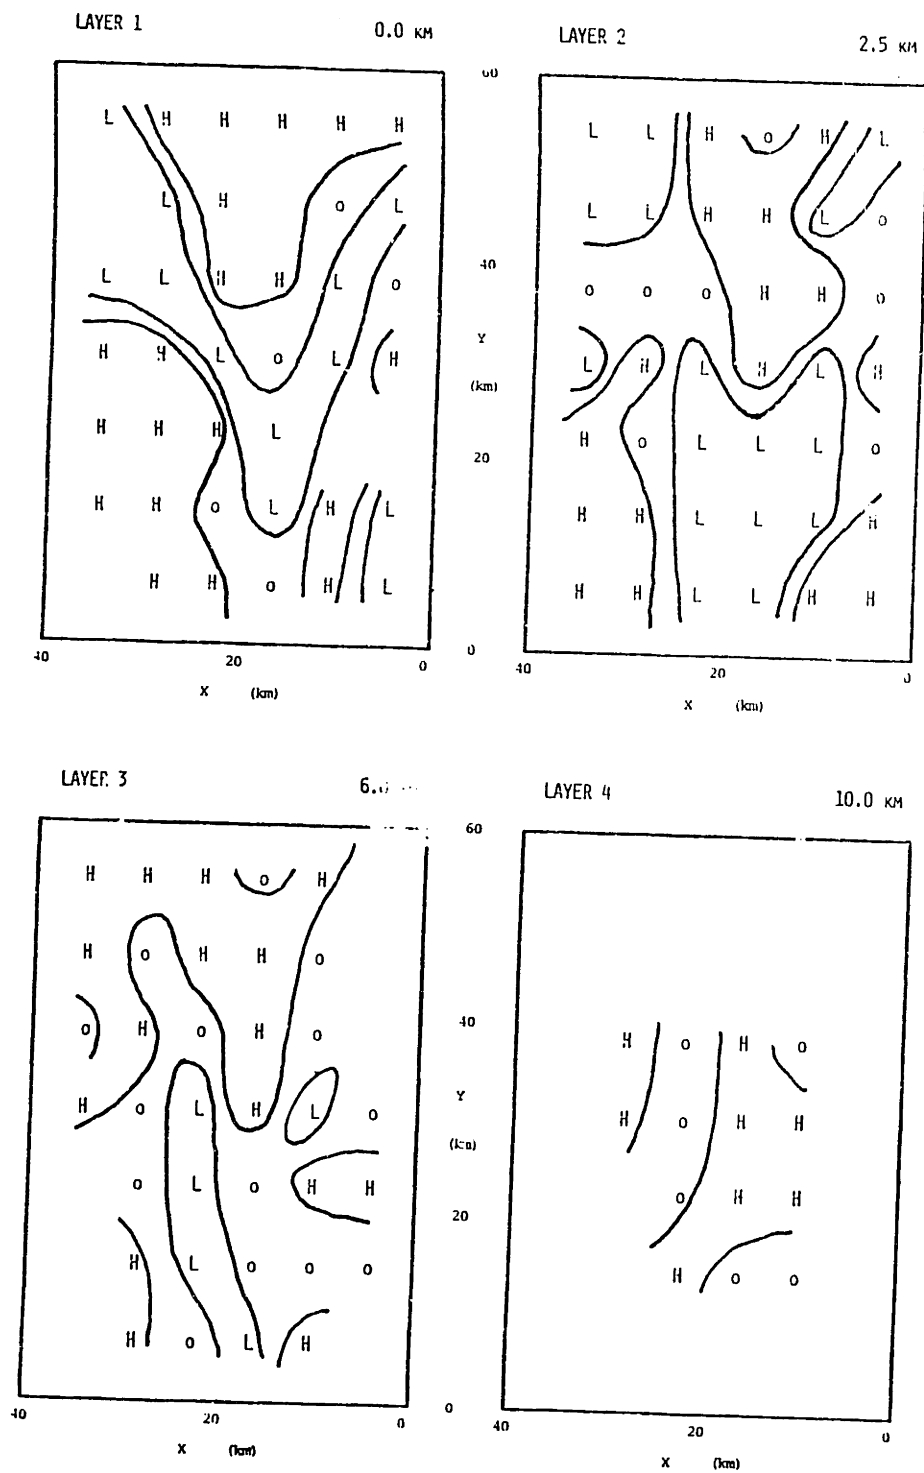 LAYER 1 0.0 KM
L H H H H H
L H o L
L L H H L o
H H L o L H
H H H L
H H o L H L
H H o H L
40 20 0
X (km)
LAYER 2 2.5 KM
60
40
Y
(km)
20
0
L L H o H L
L L H H L o
o o o H H o
L H L H L H
H o L L L o
H H L L L H
H H L L H H
40 20 0
X (km)
LAYER 3 6.
H H H o H
H o H H o
o H o H o
H o L H L o
o L o H H
H L o o o
H o L H
40 20 0
X (km)
LAYER 4 10.0 KM
60
40
Y
(km)
20
0
H o H o
H o H H
o H H
H o o
40 20 0
X (km)